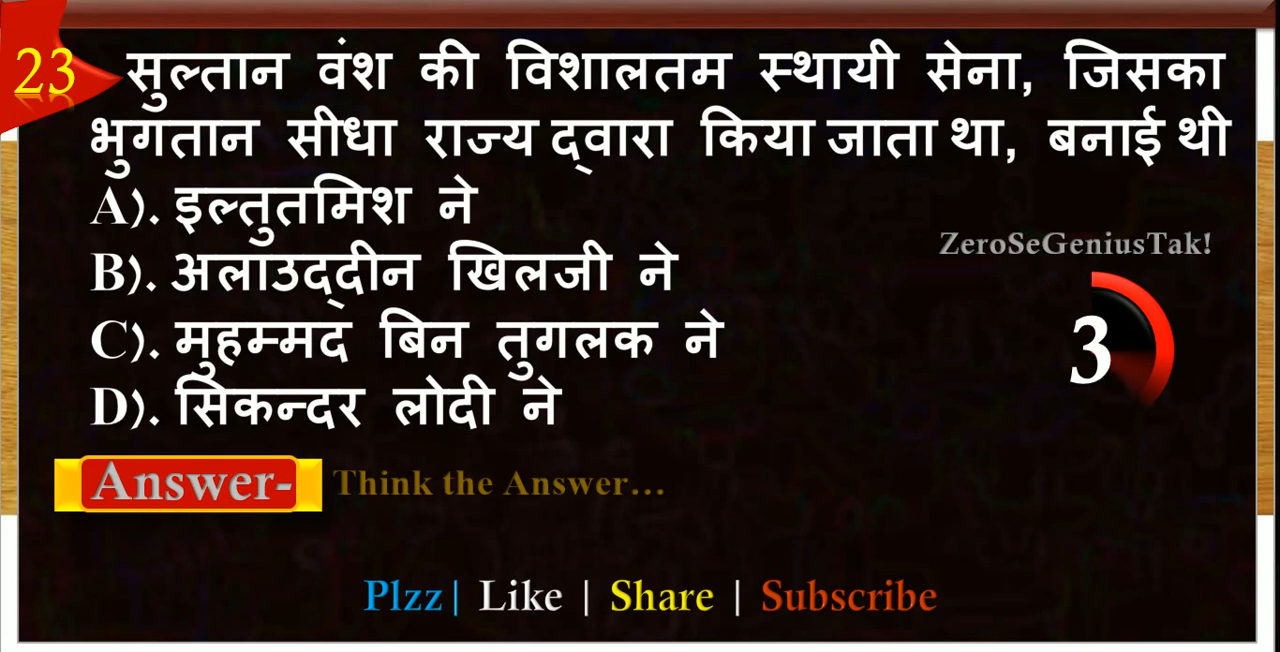 23 सुल्तान वंश की विशालतम स्थायी सेना, जिसका
भुगतान सीधा राज्य द्वारा किया जाता था, बनाई थी
A). इल्तुतमिश ने
B). अलाउद्दीन खिलजी ने
ZeroSeGeniusTak!
C). मुहम्मद बिन तुगलक ने
3
D). सिकन्दर लोदी ने
Answer- Think the Answer...
Plzz| Like | Share | Subscribe